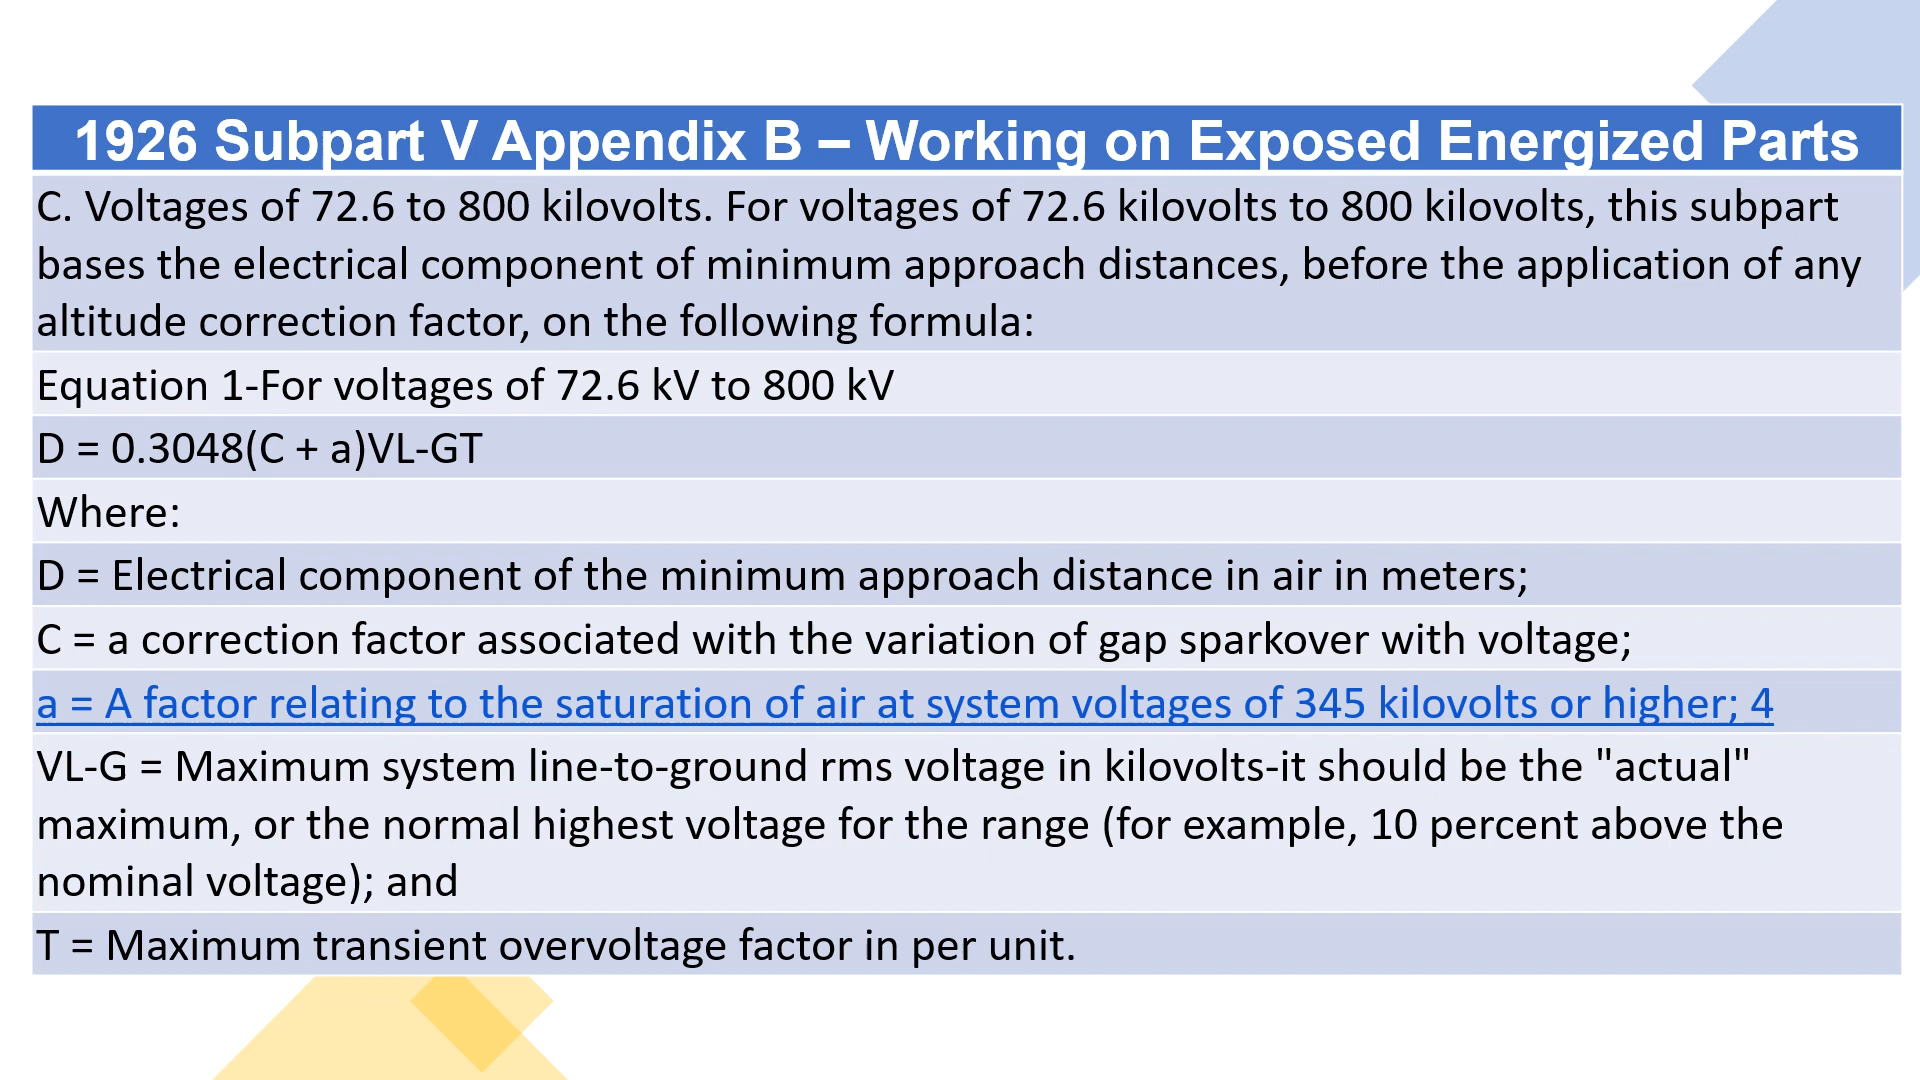 1926 Subpart V Appendix B – Working on Exposed Energized Parts
C. Voltages of 72.6 to 800 kilovolts. For voltages of 72.6 kilovolts to 800 kilovolts, this subpart
bases the electrical component of minimum approach distances, before the application of any
altitude correction factor, on the following formula:
Equation 1-For voltages of 72.6 kV to 800 kV
D = 0.3048(C + a)VL-GT
Where:
D = Electrical component of the minimum approach distance in air in meters;
C = a correction factor associated with the variation of gap sparkover with voltage;
a = A factor relating to the saturation of air at system voltages of 345 kilovolts or higher; 4
VL-G = Maximum system line-to-ground rms voltage in kilovolts-it should be the "actual"
maximum, or the normal highest voltage for the range (for example, 10 percent above the
nominal voltage); and
T = Maximum transient overvoltage factor in per unit.